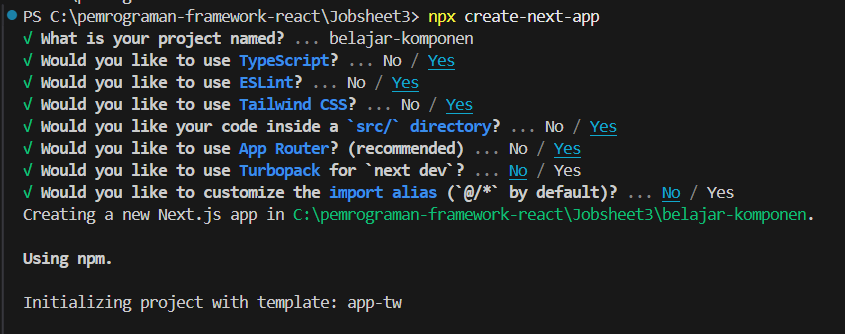 PS C:\pemrograman-framework-react\Jobsheet3> npx create-next-app
√ What is your project named? ... belajar-komponen
√ Would you like to use TypeScript? ... No / Yes
√ Would you like to use ESLint? ... No / Yes
√ Would you like to use Tailwind CSS? ... No / Yes
√ Would you like your code inside a `src/` directory? ... No / Yes
√ Would you like to use App Router? (recommended) ... No / Yes
√ Would you like to use Turbopack for `next dev`? ... No / Yes
√ Would you like to customize the import alias (`@/*` by default)? ... No / Yes
Creating a new Next.js app in C:\pemrograman-framework-react\Jobsheet3\belajar-komponen.
Using npm.
Initializing project with template: app-tw